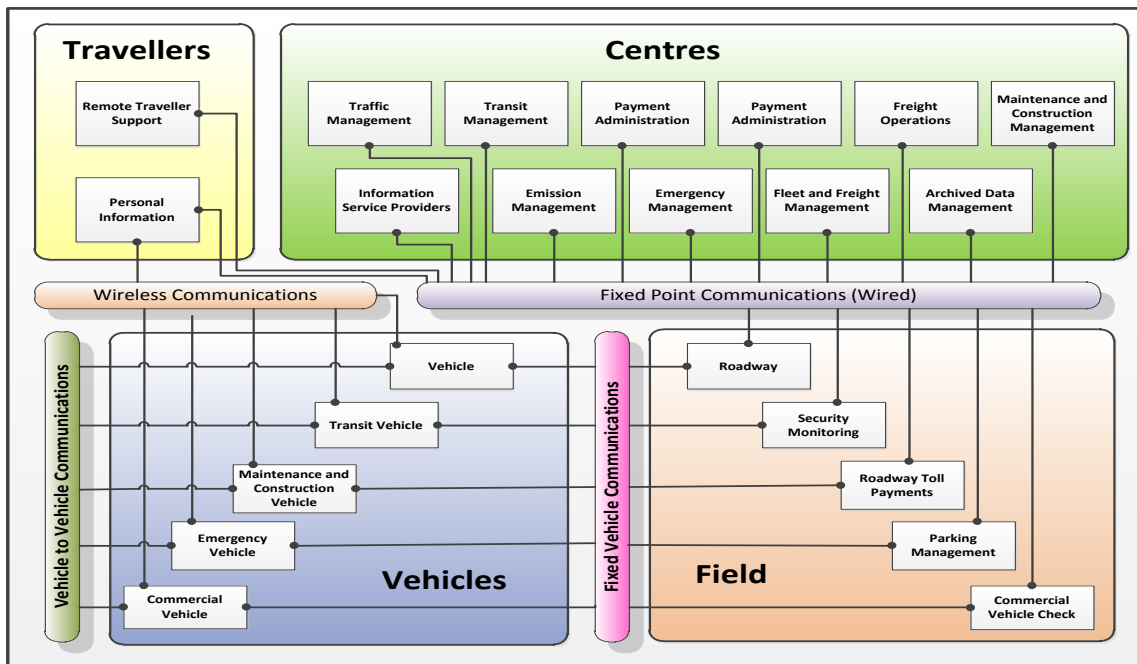 Travellers
Remote Traveller
Support
Personal
Information
Centres
Traffic
Management
Transit
Management
Payment
Administration
Payment
Administration
Freight
Operations
Maintenance and
Construction
Management
Information
Service Providers
Emission
Management
Emergency
Management
Fleet and Freight
Management
Archived Data
Management
Wireless Communications
Fixed Point Communications (Wired)
Vehicle to Vehicle Communications
Vehicle
Transit Vehicle
Maintenance and
Construction
Vehicle
Emergency
Vehicle
Commercial
Vehicle
Vehicles
Fixed Vehicle Communications
Roadway
Security
Monitoring
Roadway Toll
Payments
Parking
Management
Commercial
Vehicle Check
Field